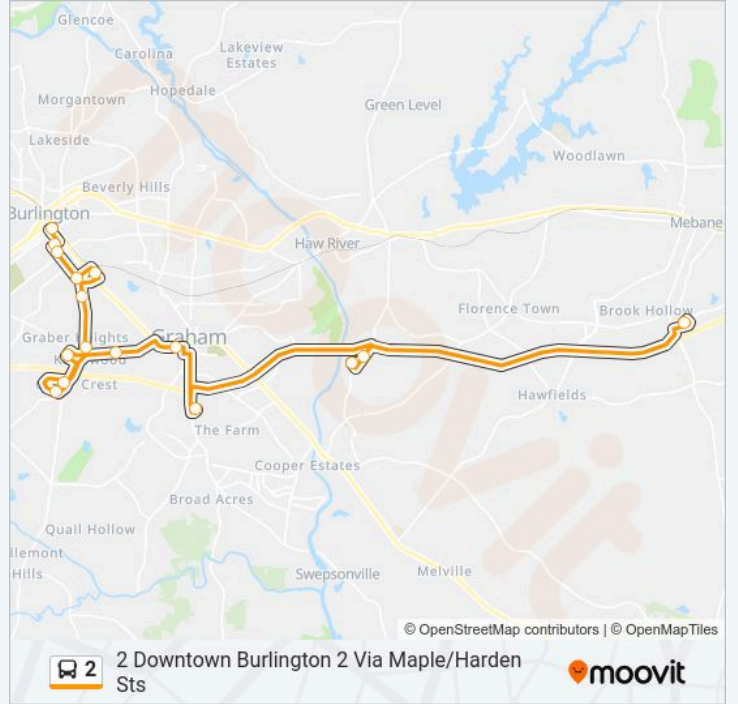 Glencoe
Carolina
Lakeview
Estates
Hopedale
Morgantown
Green Level
Lakeside
Woodlawn
Beverly Hills
Burlington
Mebane
Haw River
Florence Town
Brook Hollow
Graham
Crest
Hawfields
The Farm
Cooper Estates
Broad Acres
Quail Hollow
llemont
Hills
Swepsonville
Melville
© OpenStreetMap contributors | © OpenMapTiles
2
2 Downtown Burlington 2 Via Maple/Harden
Sts
moovit